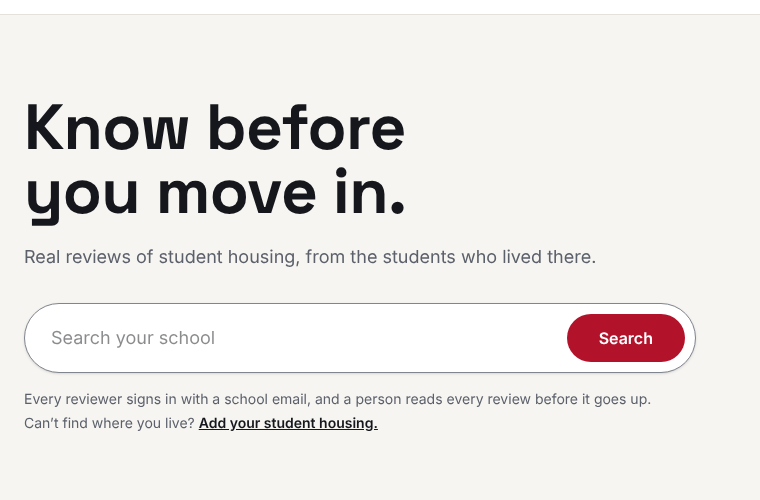 Know before
you move in.
Real reviews of student housing, from the students who lived there.
Search your school
Search
Every reviewer signs in with a school email, and a person reads every review before it goes up.
Can’t find where you live? Add your student housing.